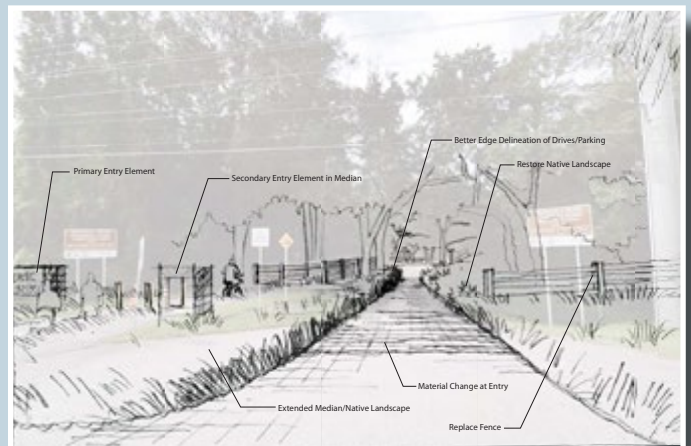 Better Edge Delineation of Drives/Parking
Restore Native Landscape
Primary Entry Element
Secondary Entry Element in Median
Material Change at Entry
Extended Median/Native Landscape
Replace Fence